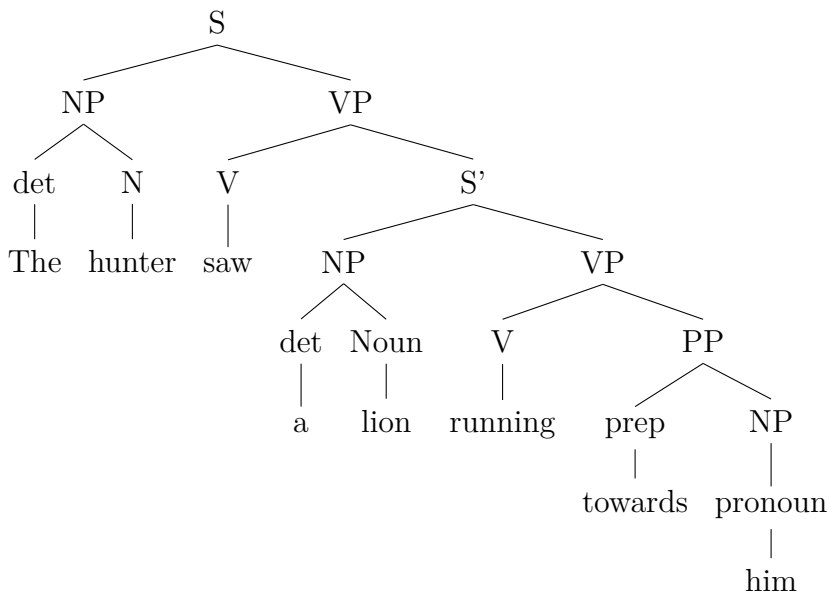 S
NP VP
det N V S'
The hunter saw NP VP
det Noun V PP
a lion running prep NP
towards pronoun
him